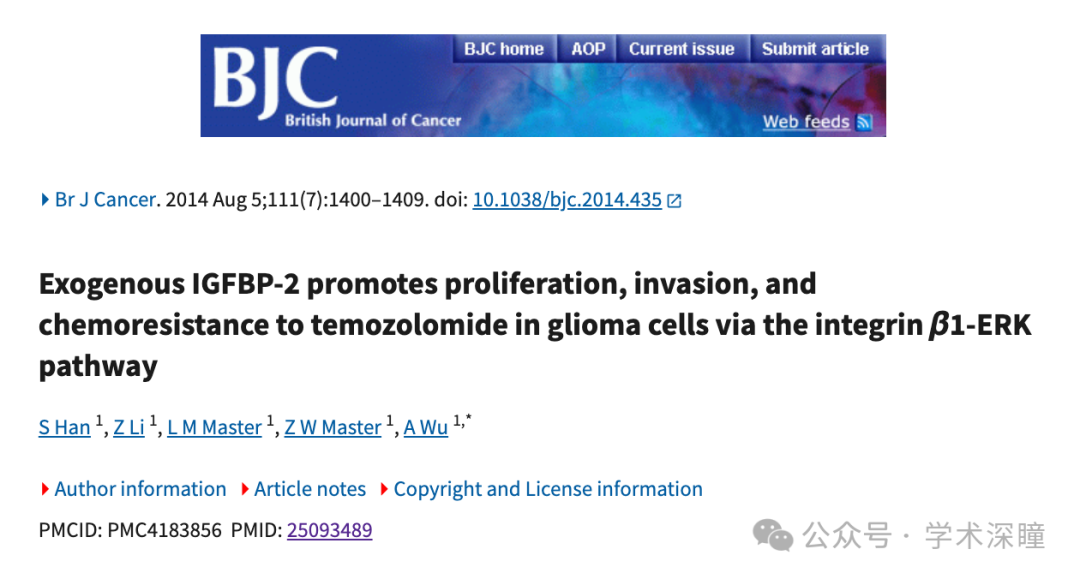 BJC
British Journal of Cancer
BJC home AOP Current issue Submit article
Web feeds
Br J Cancer. 2014 Aug 5;111(7):1400–1409. doi: 10.1038/bjc.2014.435
Exogenous IGFBP-2 promotes proliferation, invasion, and
chemoresistance to temozolomide in glioma cells via the integrin β1-ERK
pathway
S Han 1, Z Li 1, L M Master 1, Z W Master 1, A Wu 1,*
Author information Article notes Copyright and License information
PMCID: PMC4183856 PMID: 25093489
公众号 · 学术深瞳